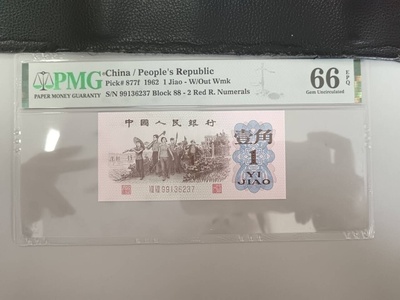 PMG
PAPER MONEY GUARANTY
China / People's Republic
Pick# 877f 1962 1 Jiao - W/Out Wmk
S/N 99136237 Block 88 - 2 Red R. Numerals
66 EPQ
Gem Uncirculated
中國人民銀行
壹角
1
YI
JIAO
99136237